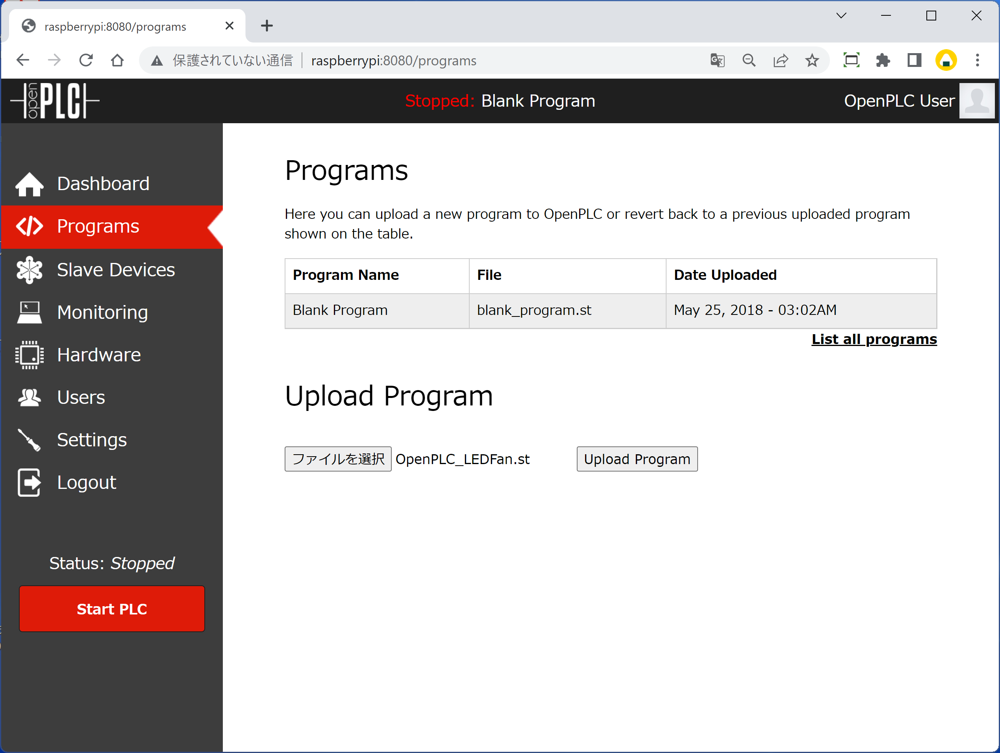 raspberrypi:8080/programs
保護されていない通信 raspberrypi:8080/programs
open PLC
Stopped: Blank Program
OpenPLC User
Dashboard
Programs
Slave Devices
Monitoring
Hardware
Users
Settings
Logout
Status: Stopped
Start PLC
Programs
Here you can upload a new program to OpenPLC or revert back to a previous uploaded program
shown on the table.
Program Name File Date Uploaded
Blank Program blank_program.st May 25, 2018 - 03:02AM
List all programs
Upload Program
ファイルを選択 OpenPLC_LEDFan.st Upload Program